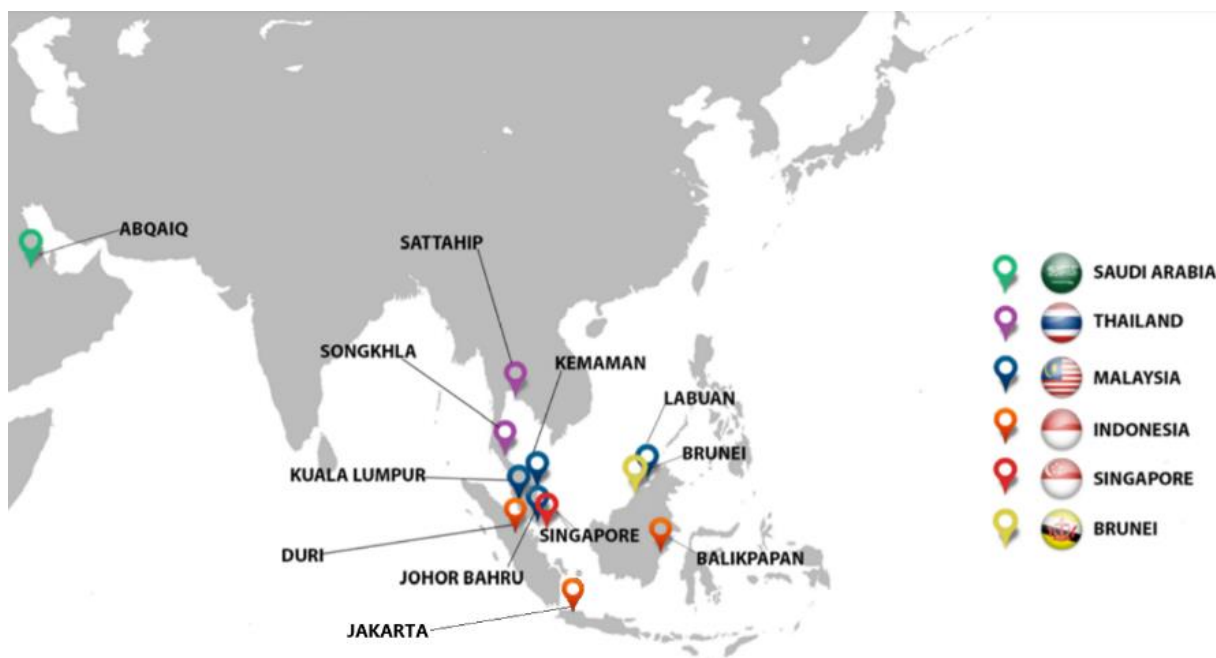 ABQAIQ
SATTAHIP
SONGKHLA
KEMAMAN
LABUAN
BRUNEI
KUALA LUMPUR
SINGAPORE
DURI
JOHOR BAHRU
BALIKPAPAN
JAKARTA
SAUDI ARABIA
THAILAND
MALAYSIA
INDONESIA
SINGAPORE
BRUNEI